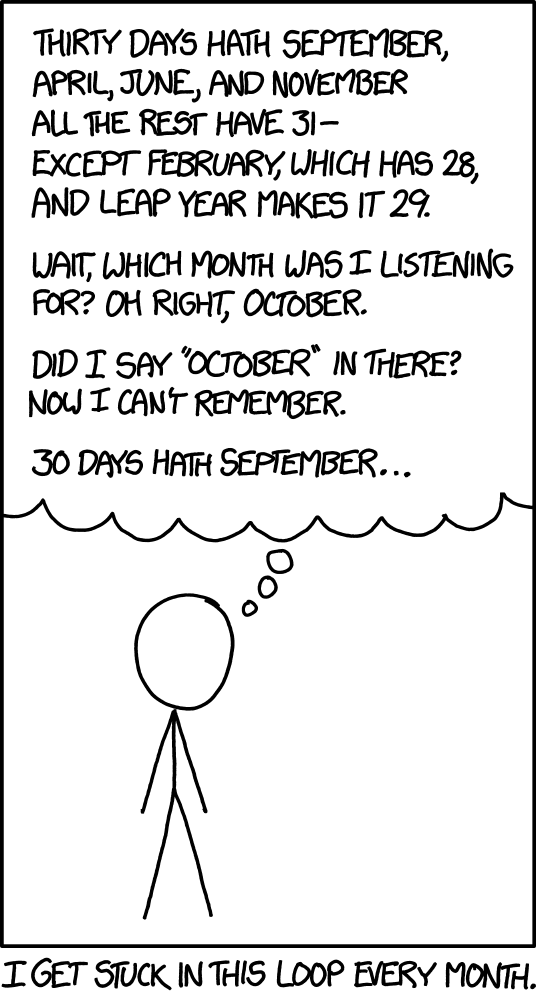 THIRTY DAYS HATH SEPTEMBER,
APRIL, JUNE, AND NOVEMBER
ALL THE REST HAVE 31—
EXCEPT FEBRUARY, WHICH HAS 28,
AND LEAP YEAR MAKES IT 29.
WAIT, WHICH MONTH WAS I LISTENING
FOR? OH RIGHT, OCTOBER.
DID I SAY "OCTOBER" IN THERE?
NOW I CAN'T REMEMBER.
30 DAYS HATH SEPTEMBER...
I GET STUCK IN THIS LOOP EVERY MONTH.